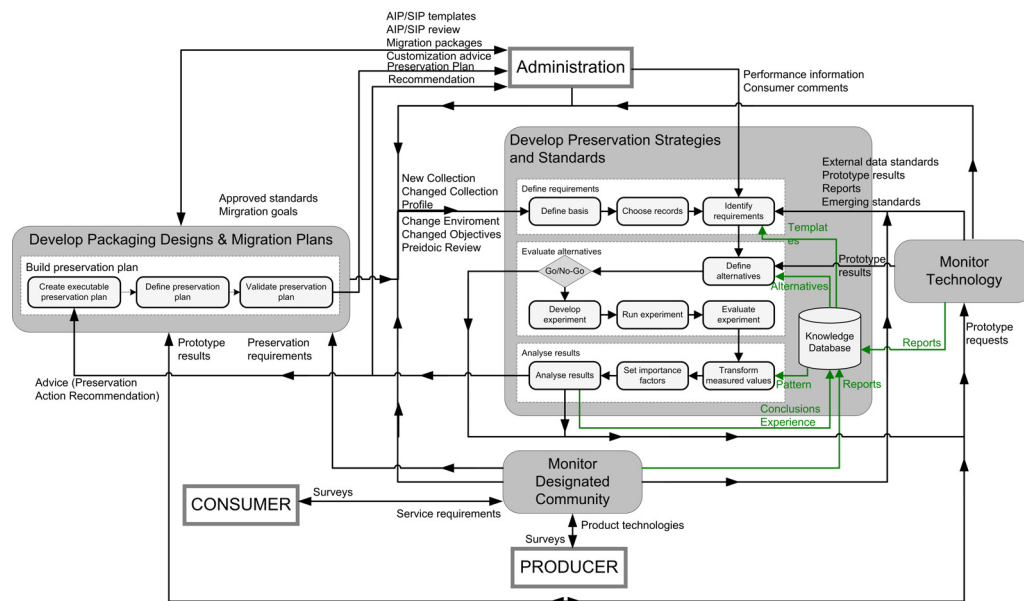 AIP/SIP templates
AIP/SIP review
Migration packages
Customization advice
Preservation Plan
Recommendation
Administration
Performance information
Consumer comments
Develop Preservation Strategies
and Standards
External data standards
Prototype results
Reports
Emerging standards
New Collection
Changed Collection
Profile
Change Enviroment
Changed Objectives
Preidoic Review
Define requirements
Define basis
Choose records
Identify
requirements
Templat
es
Approved standards
Mirgration goals
Develop Packaging Designs & Migration Plans
Build preservation plan
Create executable
preservation plan
Define preservation
plan
Validate preservation
plan
Evaluate alternatives
Go/No-Go
Define
alternatives
Alternatives
Prototype
results
Monitor
Technology
Develop
experiment
Run experiment
Evaluate
experiment
Knowledge
Database
Reports
Prototype
requests
Prototype
results
Preservation
requirements
Advice (Preservation
Action Recommendation)
Analyse results
Analyse results
Set importance
factors
Transform
measured values
Pattern
Reports
Conclusions
Experience
Monitor
Designated
Community
CONSUMER
Surveys
Service requirements
Product technologies
Surveys
PRODUCER